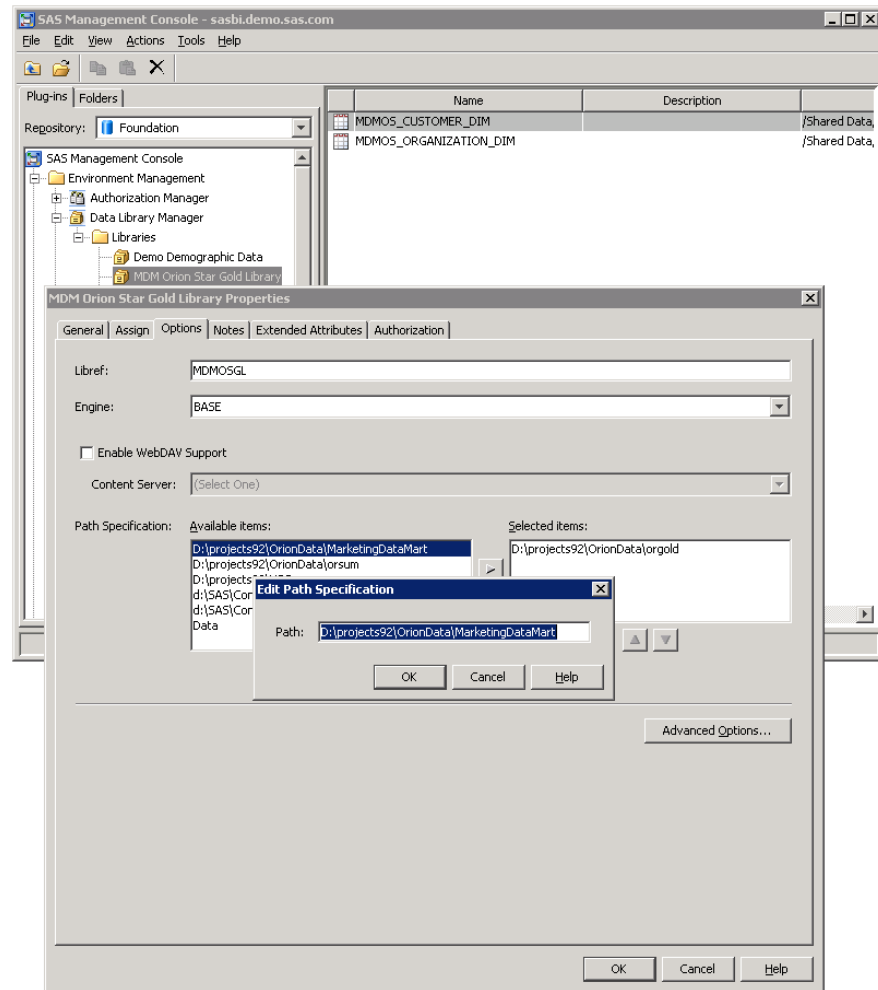 SAS Management Console - sasbi.demo.sas.com
File Edit View Actions Tools Help
Plug-ins Folders
Repository: Foundation
SAS Management Console
Environment Management
Authorization Manager
Data Library Manager
Libraries
Demo Demographic Data
MDM Orion Star Gold Library
Name Description
MDMOS_CUSTOMER_DIM /Shared Data,
MDMOS_ORGANIZATION_DIM /Shared Data,
MDM Orion Star Gold Library Properties
General Assign Options Notes Extended Attributes Authorization
Libref: MDMOSGL
Engine: BASE
Enable WebDAV Support
Content Server: (Select One)
Path Specification: Available items: Selected items:
D:\projects92\OrionData\MarketingDataMart D:\projects92\OrionData\orgold
D:\projects92\OrionData\orsum
D:\projects
d:\SAS\Con
d:\SAS\Cor
Data
Edit Path Specification
Path: D:\projects92\OrionData\MarketingDataMart
OK Cancel Help
Advanced Options...
OK Cancel Help